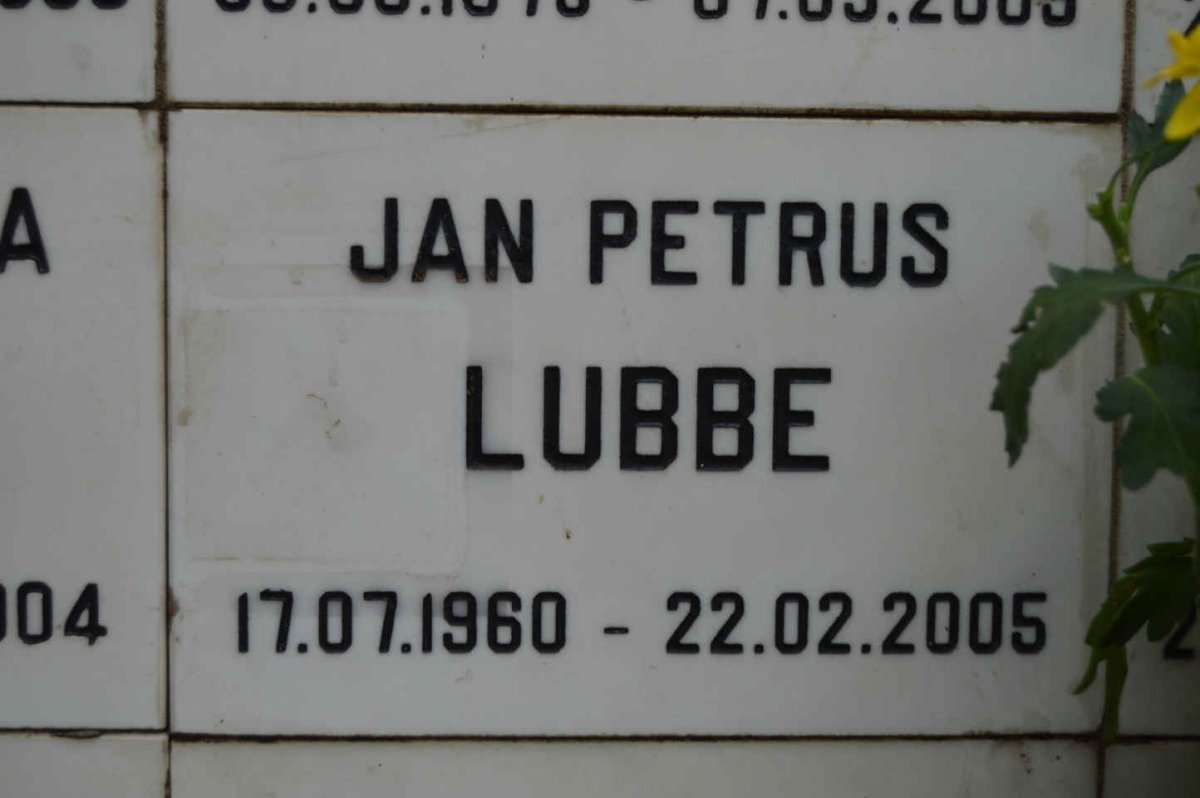 A
JAN PETRUS
LUBBE
17.07.1960 - 22.02.2005